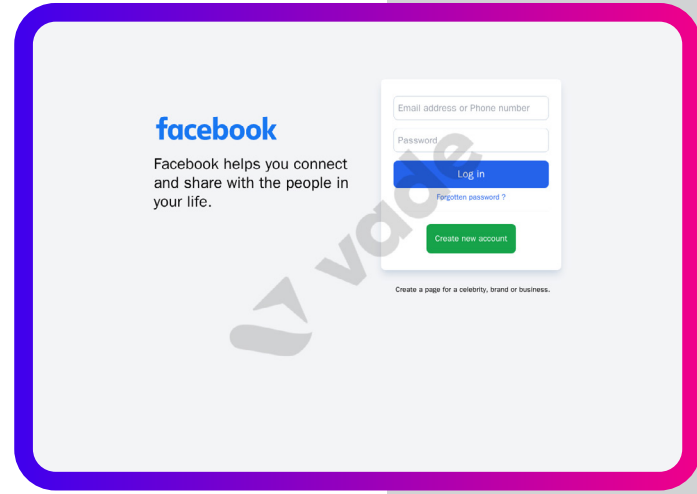 facebook
Facebook helps you connect
and share with the people in
your life.
Email address or Phone number
Password
Log in
Forgotten password ?
Create new account
Create a page for a celebrity, brand or business.
vade